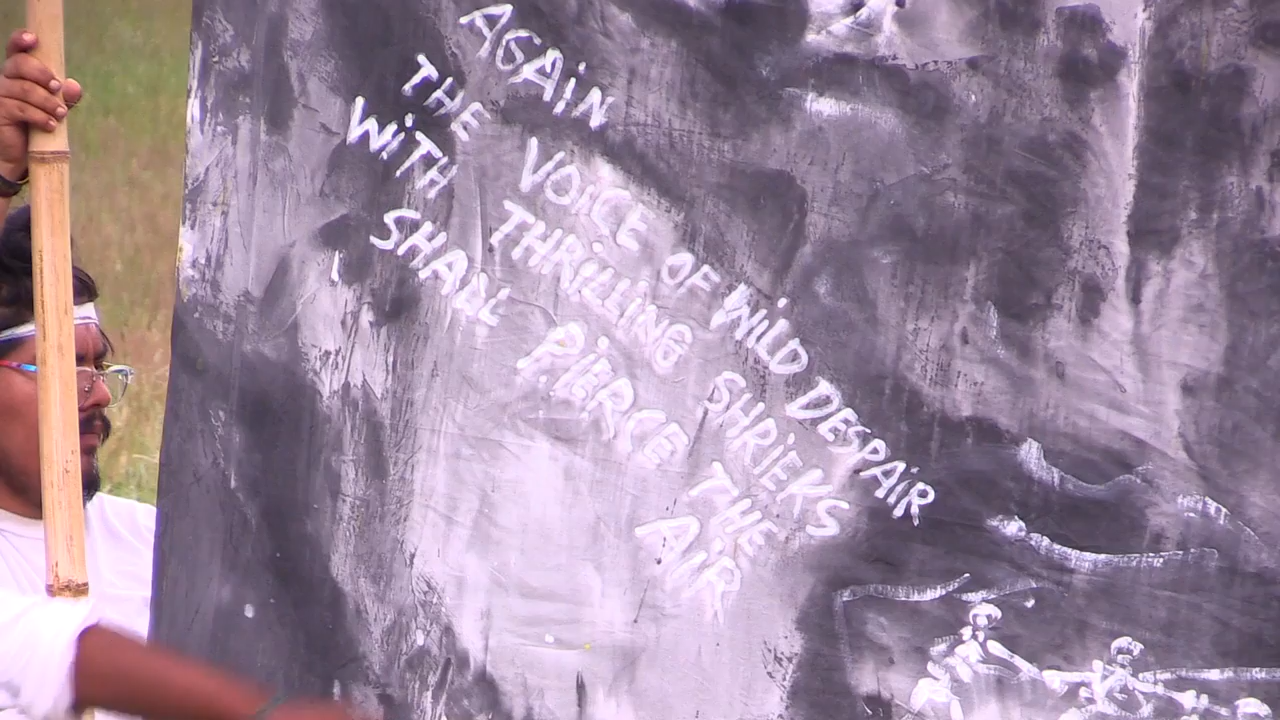 AGAIN
THE VOICE OF WILD DESPAIR
WITH THRILLING SHRIEKS
SHALL PIERCE THE
AIR